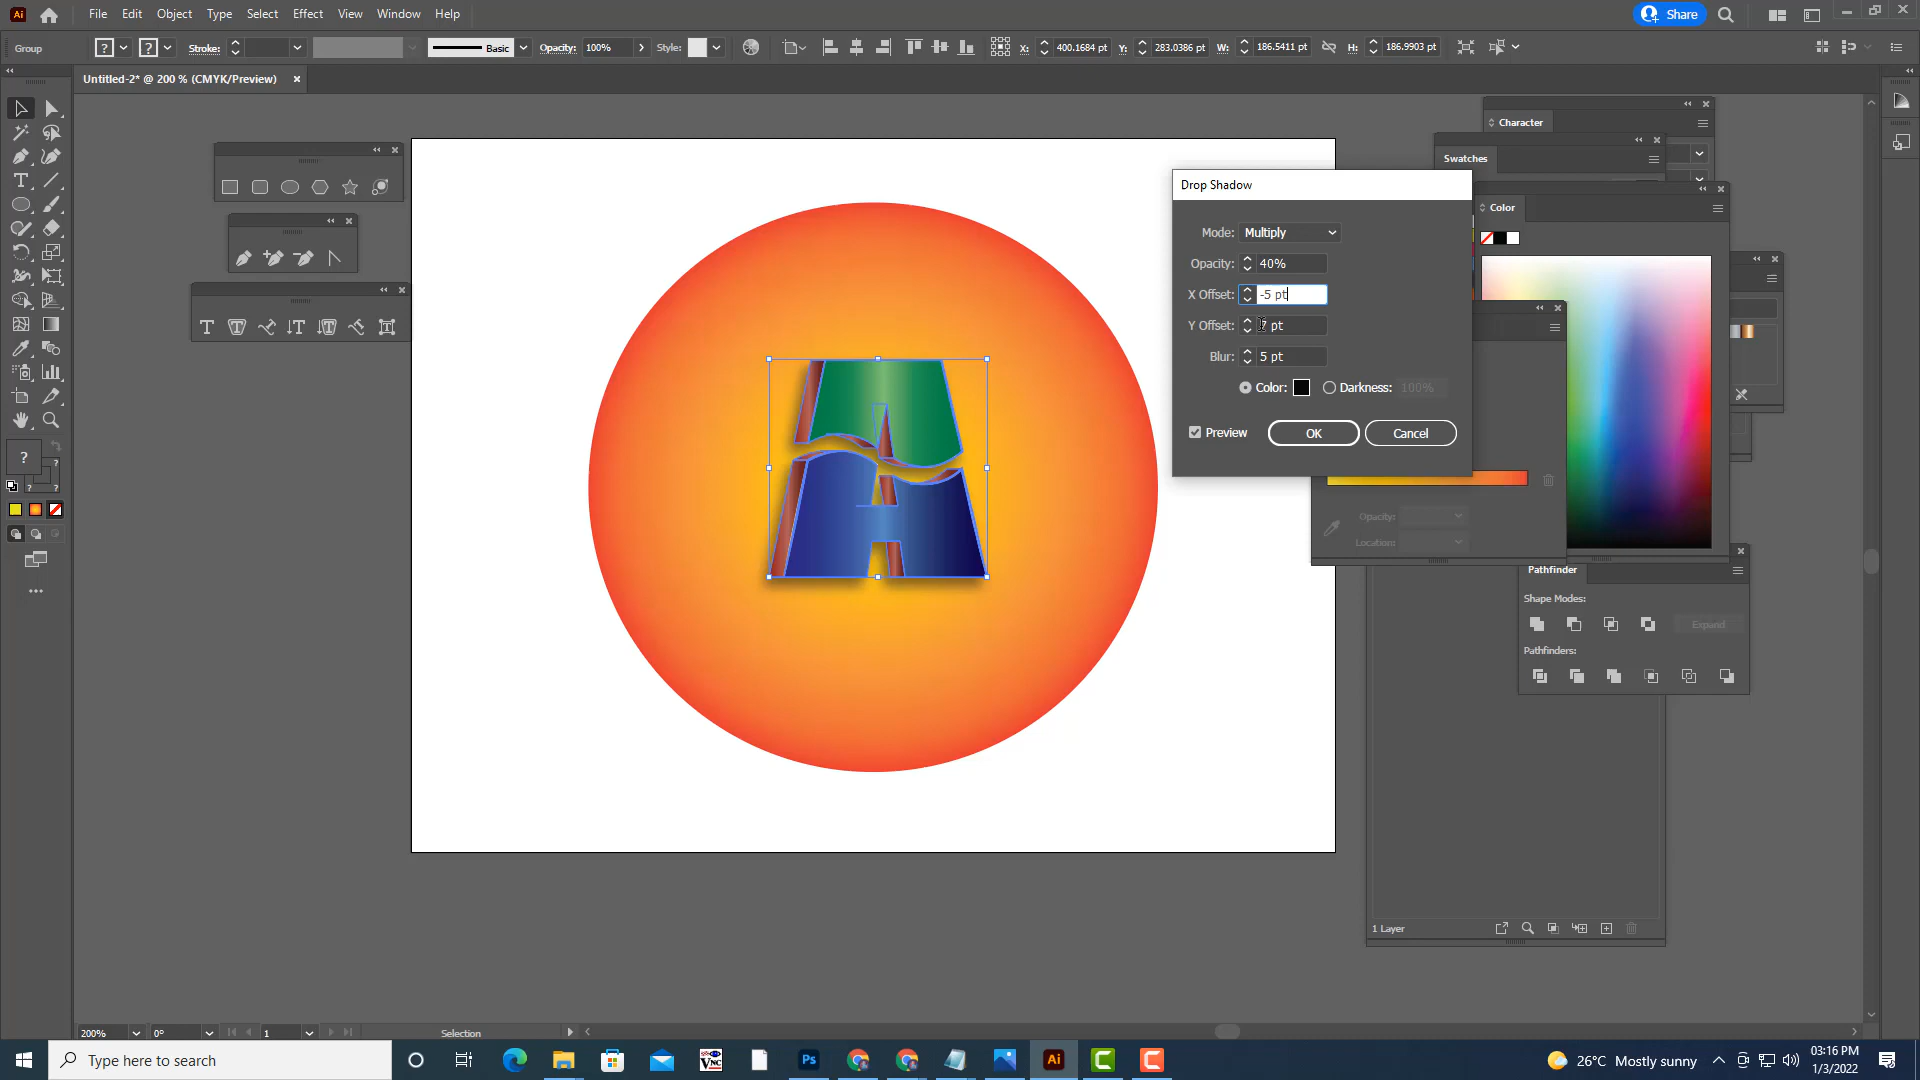 Ai File Edit Object Type Select Effect View Window Help Share
Group ? ? Stroke: Basic Opacity: 100% Style: X: 400.1684 pt Y: 283.0386 pt W: 186.5411 pt H: 186.9903 pt
Untitled-2* @ 200 % (CMYK/Preview)
Character
Swatches
Drop Shadow
Color
Mode: Multiply
Opacity: 40%
X Offset: -5 pt
Y Offset: 7 pt
Blur: 5 pt
Color: Darkness: 100%
Preview OK Cancel
Opacity:
Location:
Pathfinder
Shape Modes:
Expand
Pathfinders:
? ?
? ?
1 Layer
200% 0° 1 Selection
Type here to search
Ps Ai
26°C Mostly sunny
03:16 PM
1/3/2022